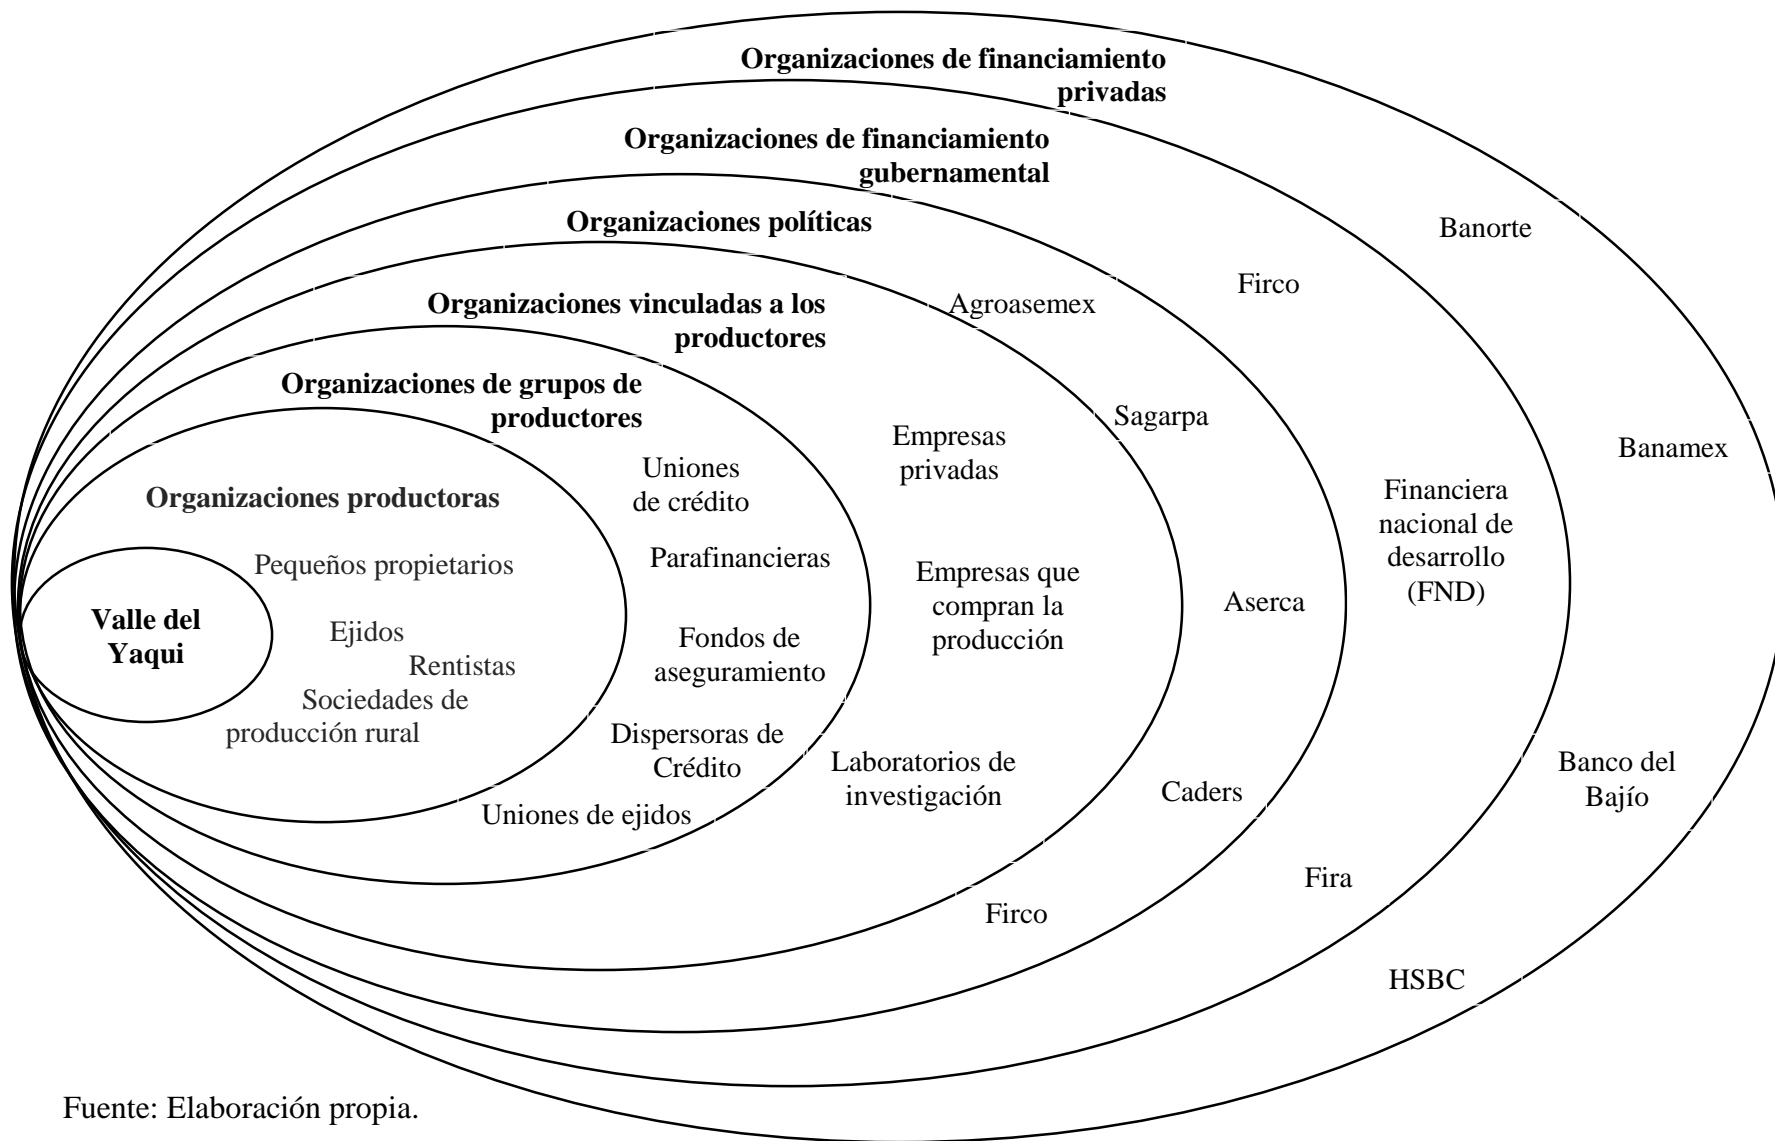 Organizaciones de financiamiento
privadas
Organizaciones de financiamiento
gubernamental
Organizaciones políticas
Organizaciones vinculadas a los
productores
Organizaciones de grupos de
productores
Organizaciones productoras
Valle del
Yaqui
Pequeños propietarios
Ejidos
Rentistas
Sociedades de
producción rural
Uniones
de crédito
Parafinancieras
Fondos de
aseguramiento
Dispersoras de
Crédito
Uniones de ejidos
Empresas
privadas
Empresas que
compran la
producción
Laboratorios de
investigación
Agroasemex
Sagarpa
Aserca
Caders
Firco
Firco
Financiera
nacional de
desarrollo
(FND)
Fira
Banorte
Banamex
Banco del
Bajío
HSBC
Fuente: Elaboración propia.